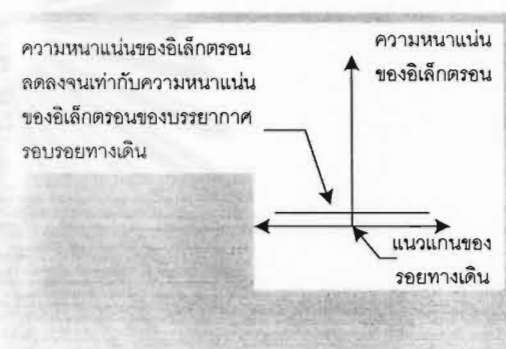 ความหนาแน่นของอิเล็กตรอน
ลดลงจนเท่ากับความหนาแน่น
ของอิเล็กตรอนของบรรยากาศ
รอบรอยทางเดิน
ความหนาแน่น
ของอิเล็กตรอน
แนวแกนของ
รอยทางเดิน